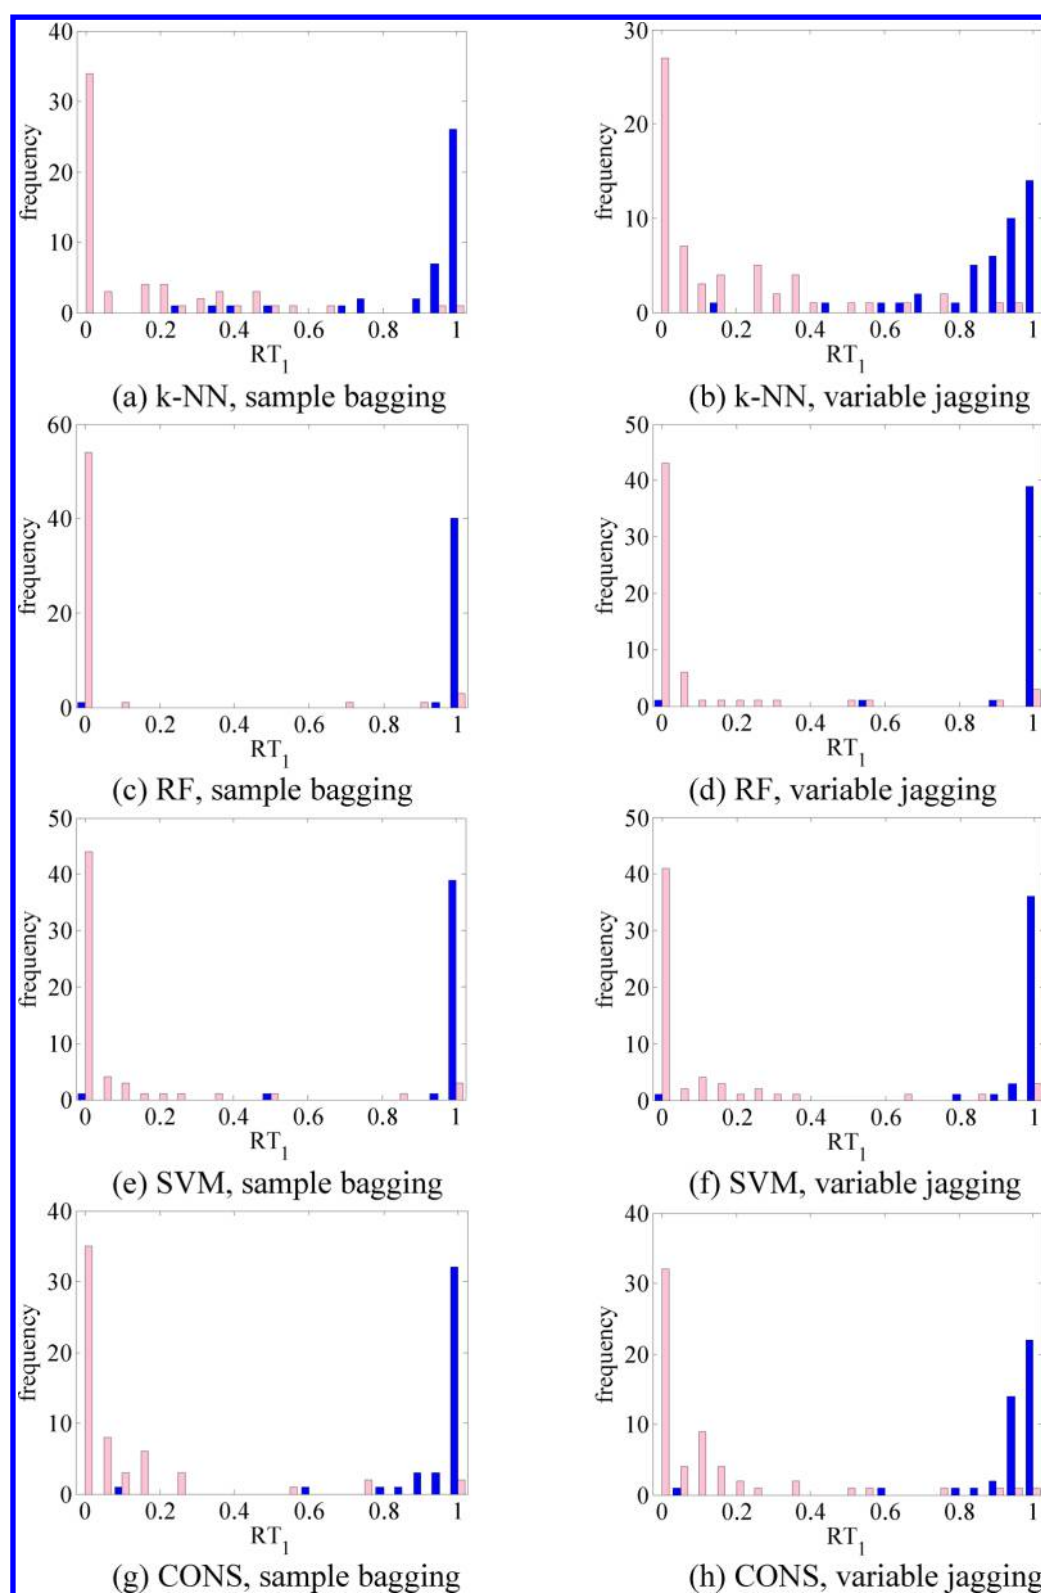 40
30
20
10
0
frequency
0 0.2 0.4 0.6 0.8 1
RT1
(a) k-NN, sample bagging
30
20
10
0
frequency
0 0.2 0.4 0.6 0.8 1
RT1
(b) k-NN, variable jagging
60
40
20
0
frequency
0 0.2 0.4 0.6 0.8 1
RT1
(c) RF, sample bagging
50
40
30
20
10
0
frequency
0 0.2 0.4 0.6 0.8 1
RT1
(d) RF, variable jagging
50
40
30
20
10
0
frequency
0 0.2 0.4 0.6 0.8 1
RT1
(e) SVM, sample bagging
50
40
30
20
10
0
frequency
0 0.2 0.4 0.6 0.8 1
RT1
(f) SVM, variable jagging
40
30
20
10
0
frequency
0 0.2 0.4 0.6 0.8 1
RT1
(g) CONS, sample bagging
40
30
20
10
0
frequency
0 0.2 0.4 0.6 0.8 1
RT1
(h) CONS, variable jagging